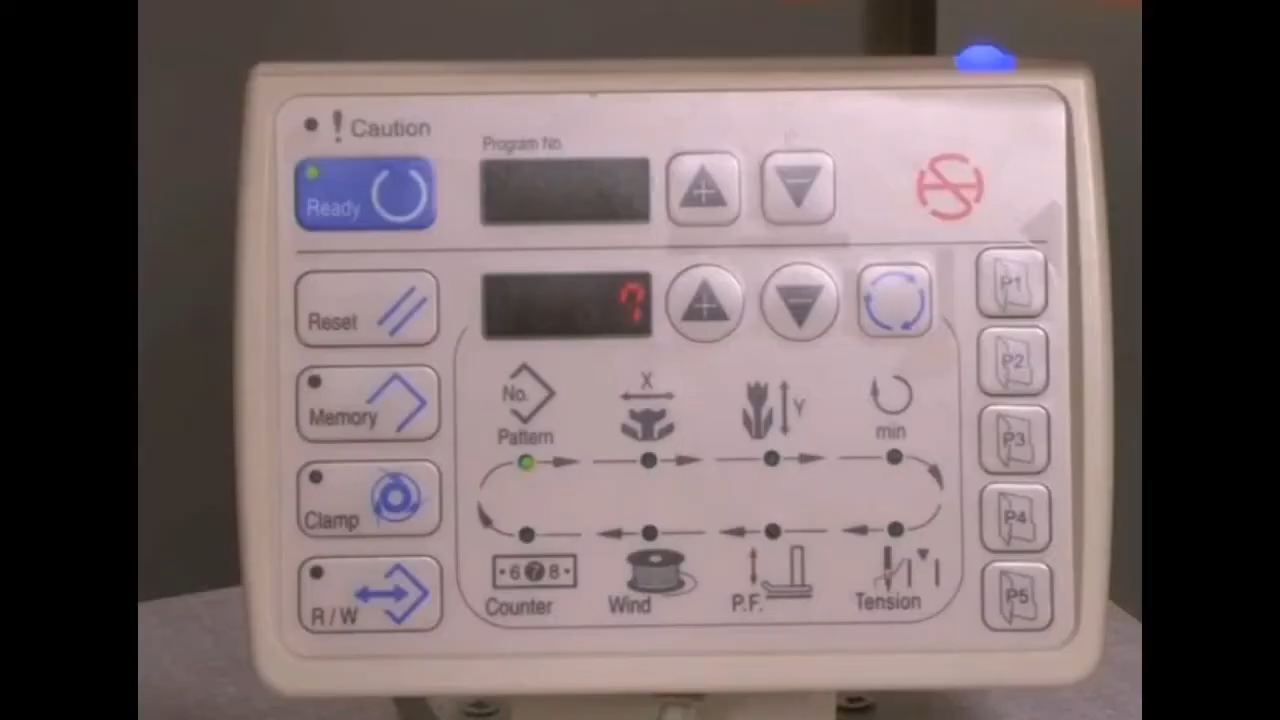 ! Caution
Program No.
Ready
7
Reset
P1
No.
X
Y
Pattern
min
P2
Memory
P3
Clamp
P4
·6 7 8·
Counter
Wind
P.F.
Tension
P5
R / W